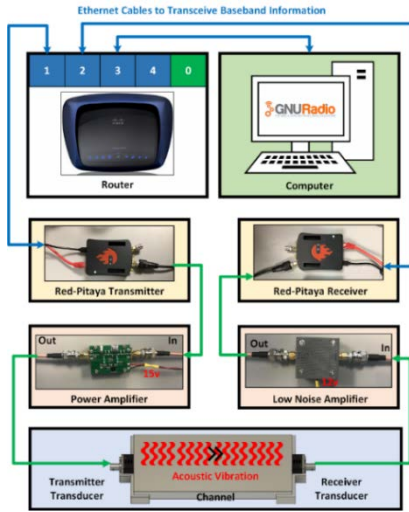 Ethernet Cables to Transceive Baseband Information
1 2 3 4 0
GNURadio
Router
Computer
Red-Pitaya Transmitter
Red-Pitaya Receiver
Out In
15v
Power Amplifier
Out In
12v
Low Noise Amplifier
Acoustic Vibration
Transmitter
Transducer
Channel
Receiver
Transducer